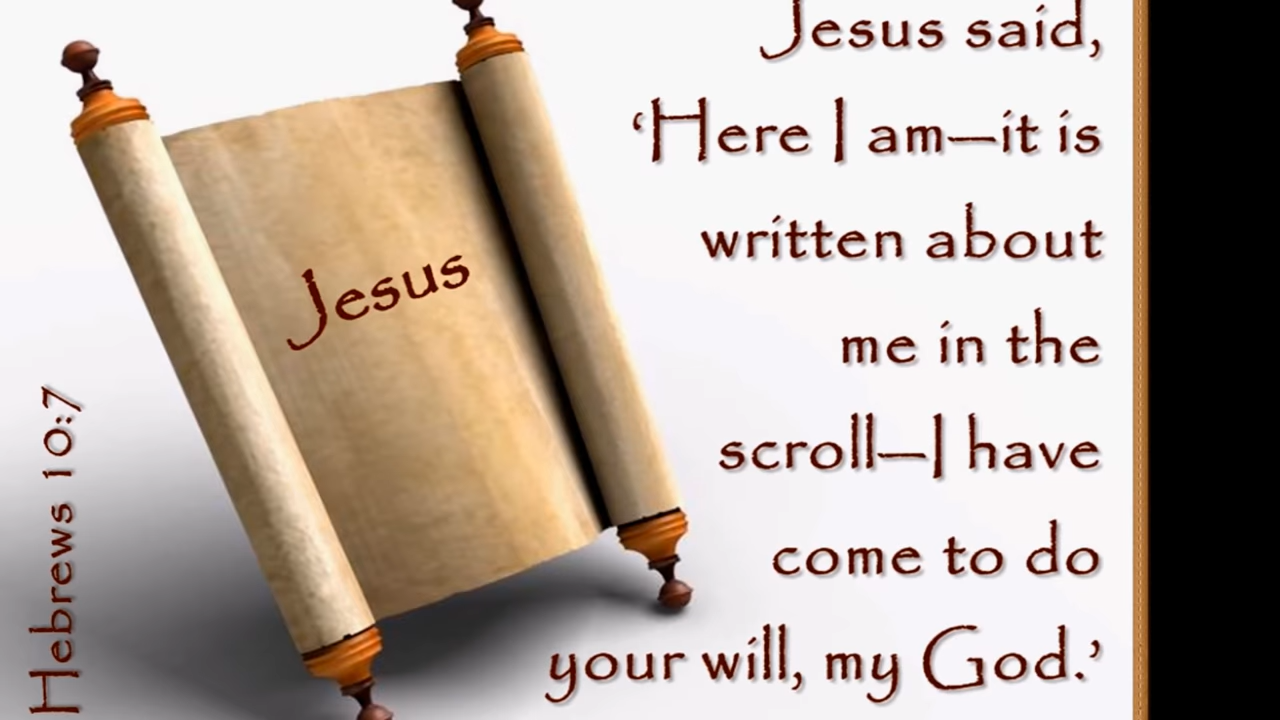 Jesus said,
‘Here I am—it is
written about
me in the
scroll—I have
come to do
your will, my God.’
Jesus
Hebrews 10:7